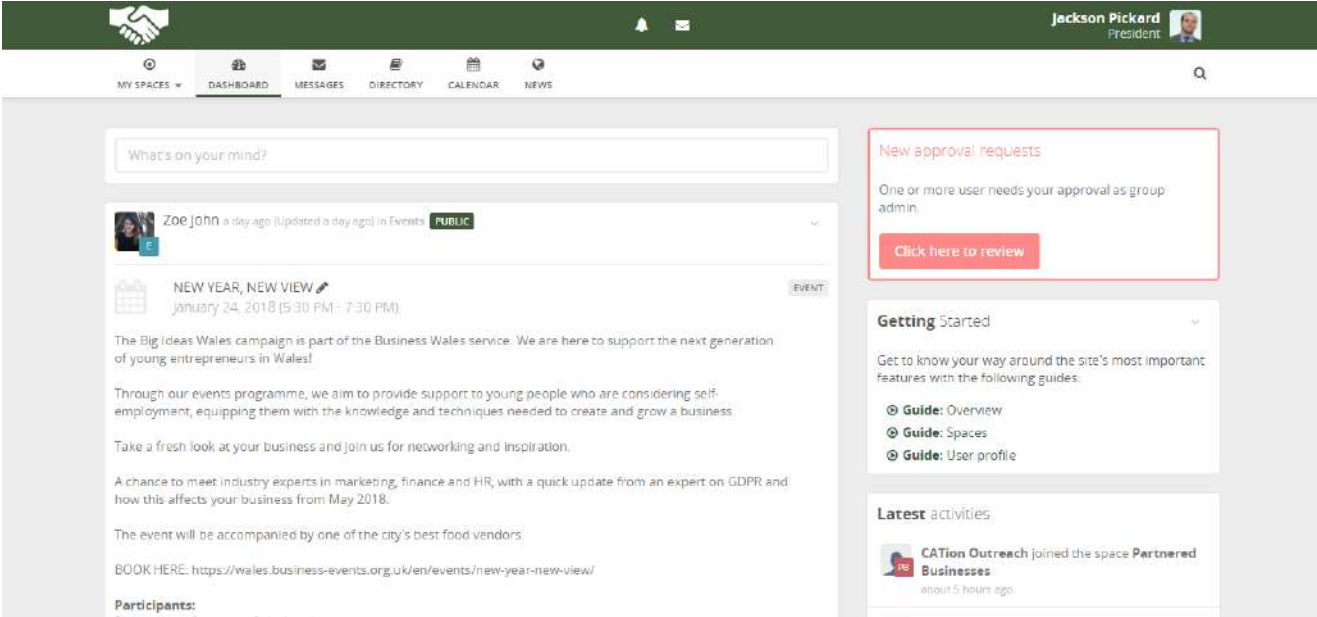 Jackson Pickard
President
MY SPACES
DASHBOARD
MESSAGES
DIRECTORY
CALENDAR
NEWS
What's on your mind?
Zoe John a day ago (Updated a day ago) in Events PUBLIC
E
NEW YEAR, NEW VIEW
EVENT
January 24, 2018 (5:30 PM - 7:30 PM)
The Big Ideas Wales campaign is part of the Business Wales service. We are here to support the next generation
of young entrepreneurs in Wales!
Through our events programme, we aim to provide support to young people who are considering self-
employment, equipping them with the knowledge and techniques needed to create and grow a business.
Take a fresh look at your business and join us for networking and inspiration.
A chance to meet industry experts in marketing, finance and HR, with a quick update from an expert on GDPR and
how this affects your business from May 2018.
The event will be accompanied by one of the city's best food vendors.
BOOK HERE: https://wales.business-events.org.uk/en/events/new-year-new-view/
Participants:
New approval requests
One or more user needs your approval as group
admin.
Click here to review
Getting Started
Get to know your way around the site's most important
features with the following guides:
Guide: Overview
Guide: Spaces
Guide: User profile
Latest activities
PB
CATion Outreach joined the space Partnered
Businesses
about 5 hours ago